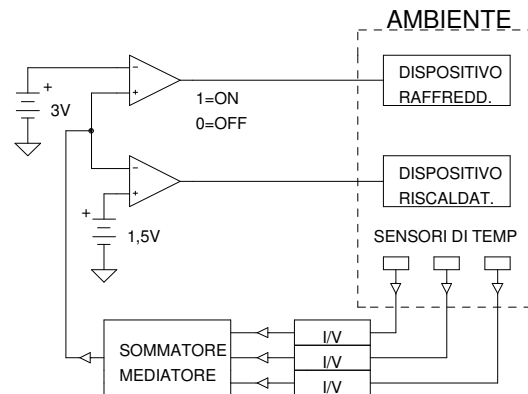 AMBIENTE
DISPOSITIVO
RAFFREDD.
- 
+
+
3V
1=ON
0=OFF
-
+
+
1,5V
DISPOSITIVO
RISCALDAT.
SENSORI DI TEMP
I/V
I/V
I/V
SOMMATORE
MEDIATORE